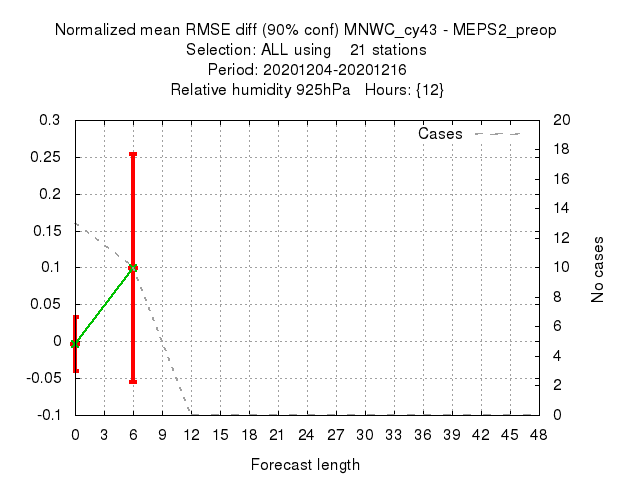 Normalized mean RMSE diff (90% conf) MNWC_cy43 - MEPS2_preop
Selection: ALL using    21 stations
Period: 20201204-20201216
Relative humidity 925hPa   Hours: {12}
Cases
0.3
0.25
0.2
0.15
0.1
0.05
0
-0.05
-0.1
20
18
16
14
12
10
8
6
4
2
0
No cases
0 3 6 9 12 15 18 21 24 27 30 33 36 39 42 45 48
Forecast length